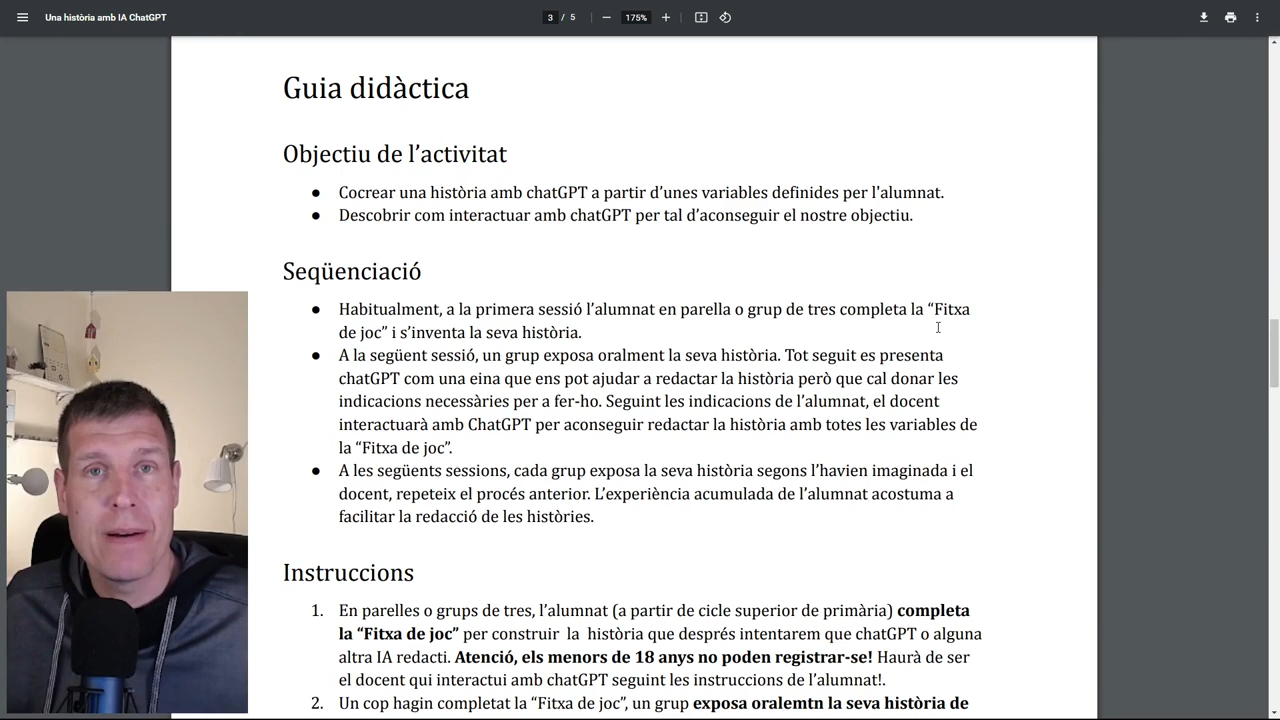 Una història amb IA ChatGPT
3 / 5
175%
Guia didàctica
Objectiu de l’activitat
● Cocrear una història amb chatGPT a partir d’unes variables definides per l'alumnat.
● Descobrir com interactuar amb chatGPT per tal d’aconseguir el nostre objectiu.
Seqüenciació
● Habitualment, a la primera sessió l’alumnat en parella o grup de tres completa la “Fitxa
de joc” i s’inventa la seva història.
● A la següent sessió, un grup exposa oralment la seva història. Tot seguit es presenta
chatGPT com una eina que ens pot ajudar a redactar la història però que cal donar les
indicacions necessàries per a fer-ho. Seguint les indicacions de l’alumnat, el docent
interactuarà amb ChatGPT per aconseguir redactar la història amb totes les variables de
la “Fitxa de joc”.
● A les següents sessions, cada grup exposa la seva història segons l’havien imaginada i el
docent, repeteix el procés anterior. L’experiència acumulada de l’alumnat acostuma a
facilitar la redacció de les històries.
Instruccions
1. En parelles o grups de tres, l’alumnat (a partir de cicle superior de primària) completa
la “Fitxa de joc” per construir la història que després intentarem que chatGPT o alguna
altra IA redacti. Atenció, els menors de 18 anys no poden registrar-se! Haurà de ser
el docent qui interactui amb chatGPT seguint les instruccions de l’alumnat!.
2. Un cop hagin completat la “Fitxa de joc”, un grup exposa oralemtn la seva història de